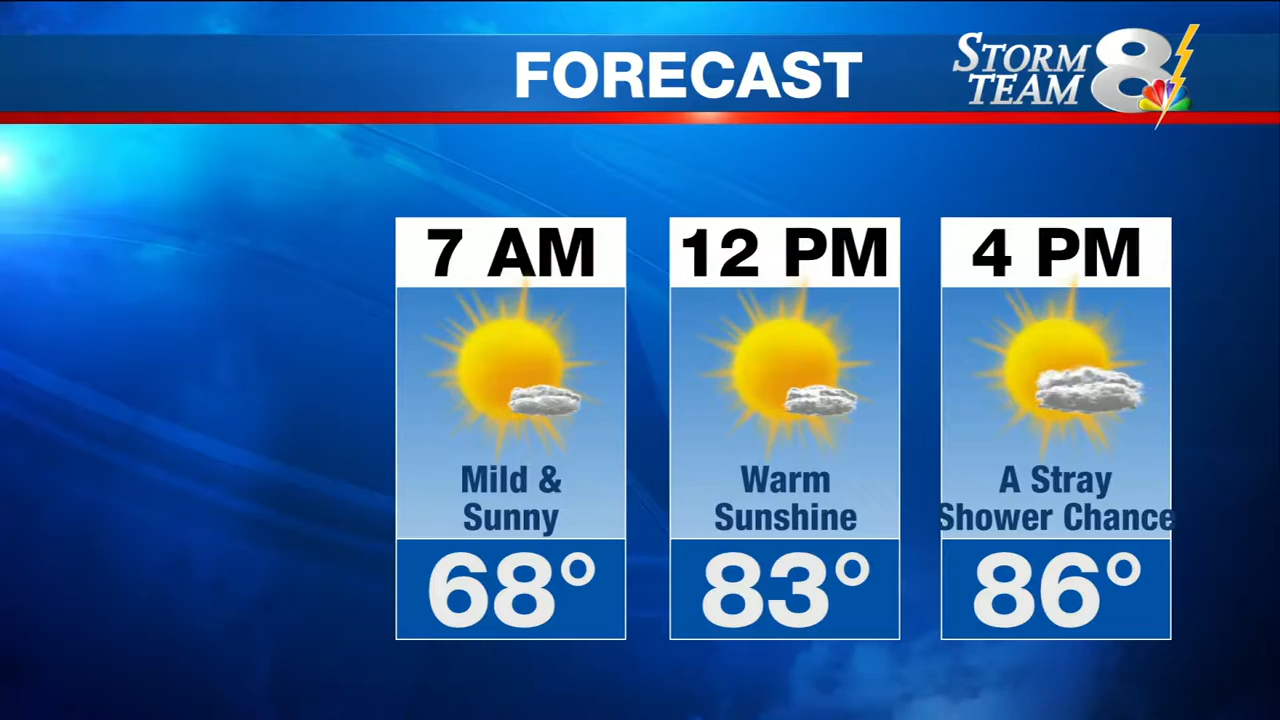 FORECAST
STORM
TEAM
8
7 AM
12 PM
4 PM
Mild &
Sunny
Warm
Sunshine
A Stray
Shower Chance
68°
83°
86°